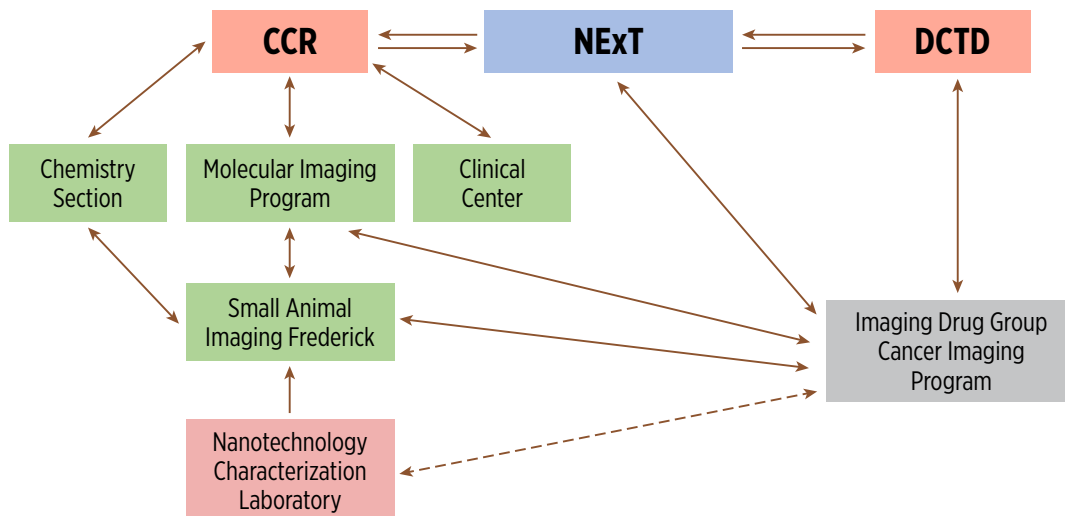 CCR
NExT
DCTD
Chemistry
Section
Molecular Imaging
Program
Clinical
Center
Small Animal
Imaging Frederick
Imaging Drug Group
Cancer Imaging
Program
Nanotechnology
Characterization
Laboratory